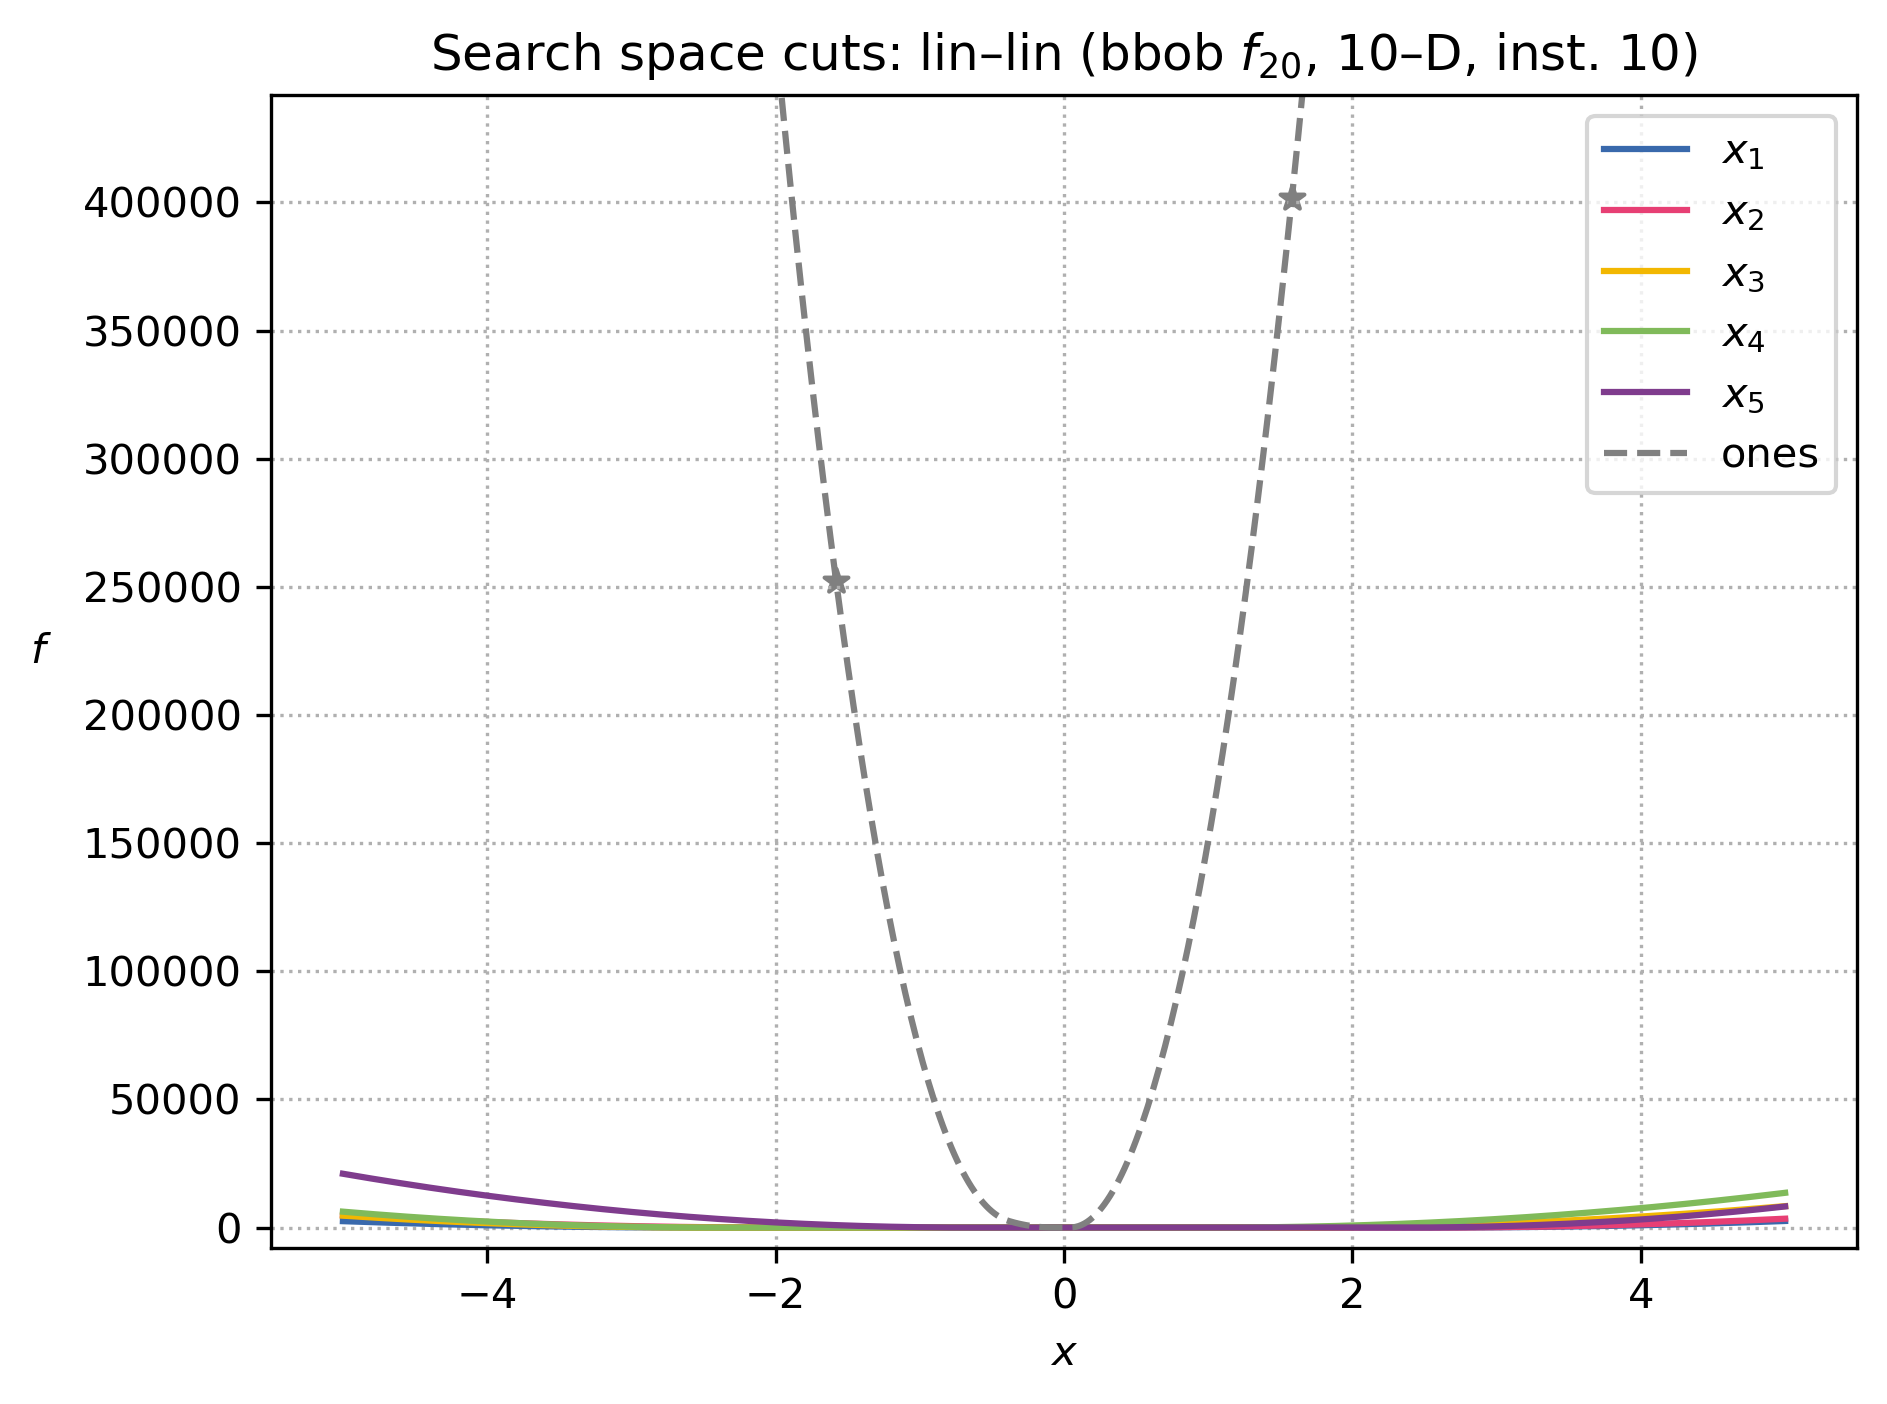 Search space cuts: lin–lin (bbob f₂₀, 10–D, inst. 10)
400000
350000
300000
250000
200000
150000
100000
50000
0
f
−4 −2 0 2 4
x
x₁
x₂
x₃
x₄
x₅
ones